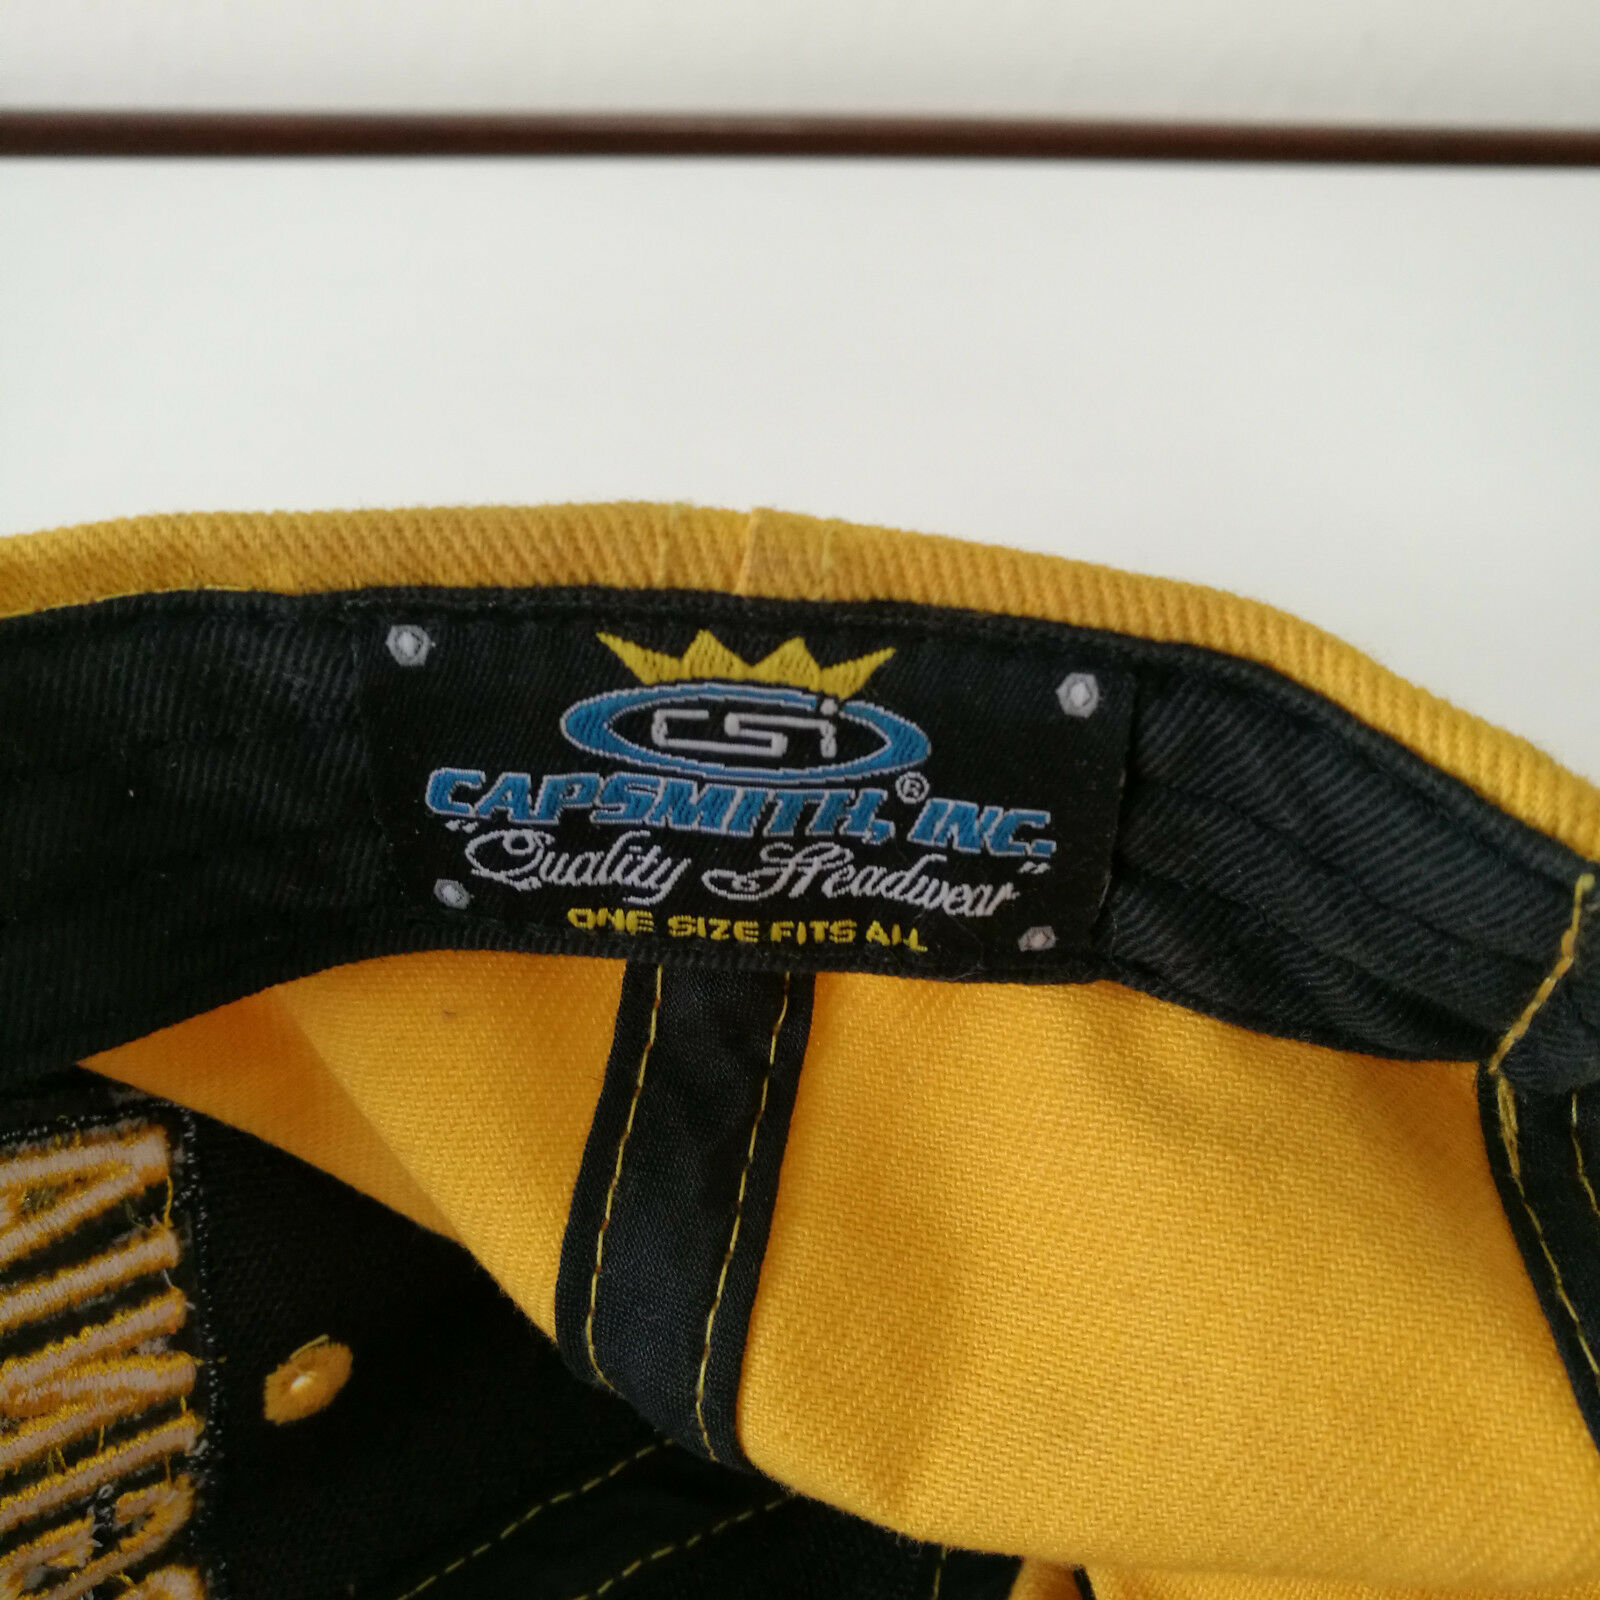 CSi
CAPSMITH,® INC.
"Quality Headwear"
ONE SIZE FITS ALL